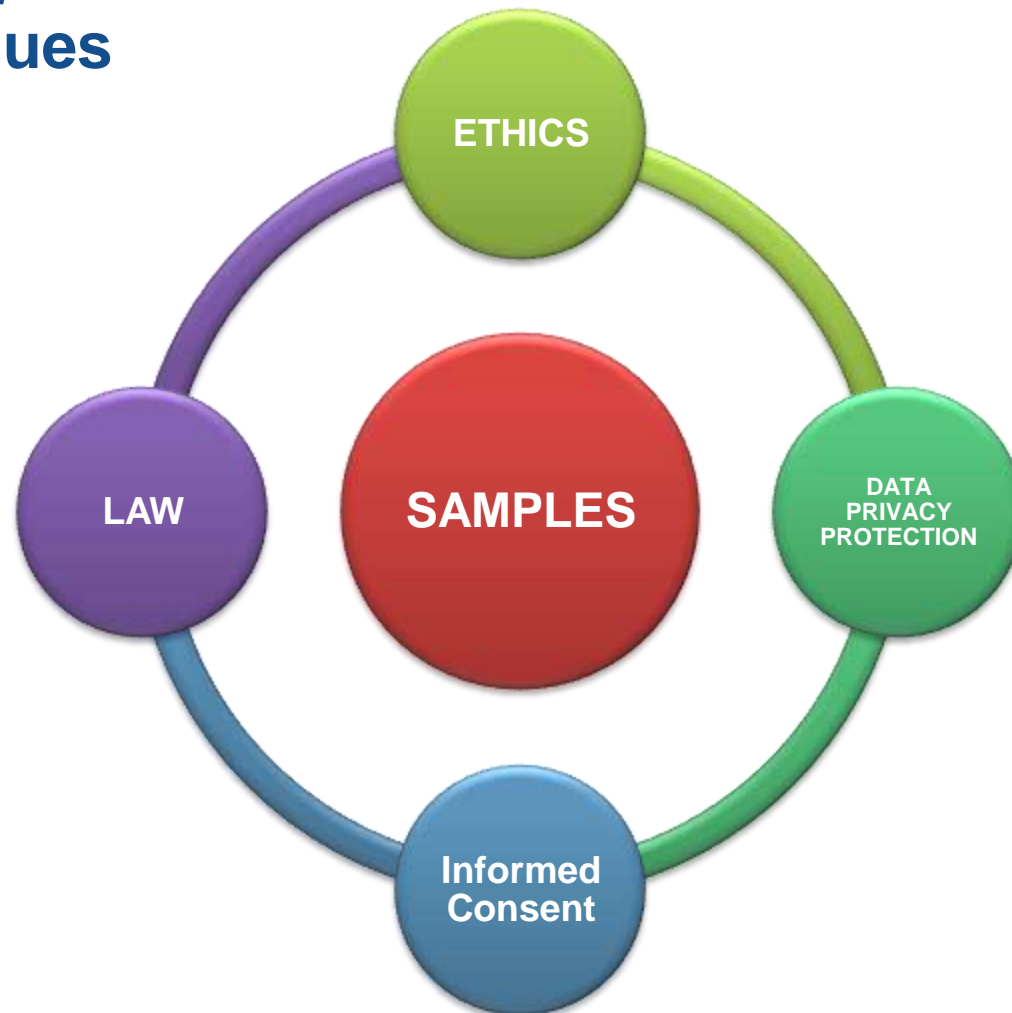 ues
ETHICS
LAW
SAMPLES
DATA
PRIVACY
PROTECTION
Informed
Consent